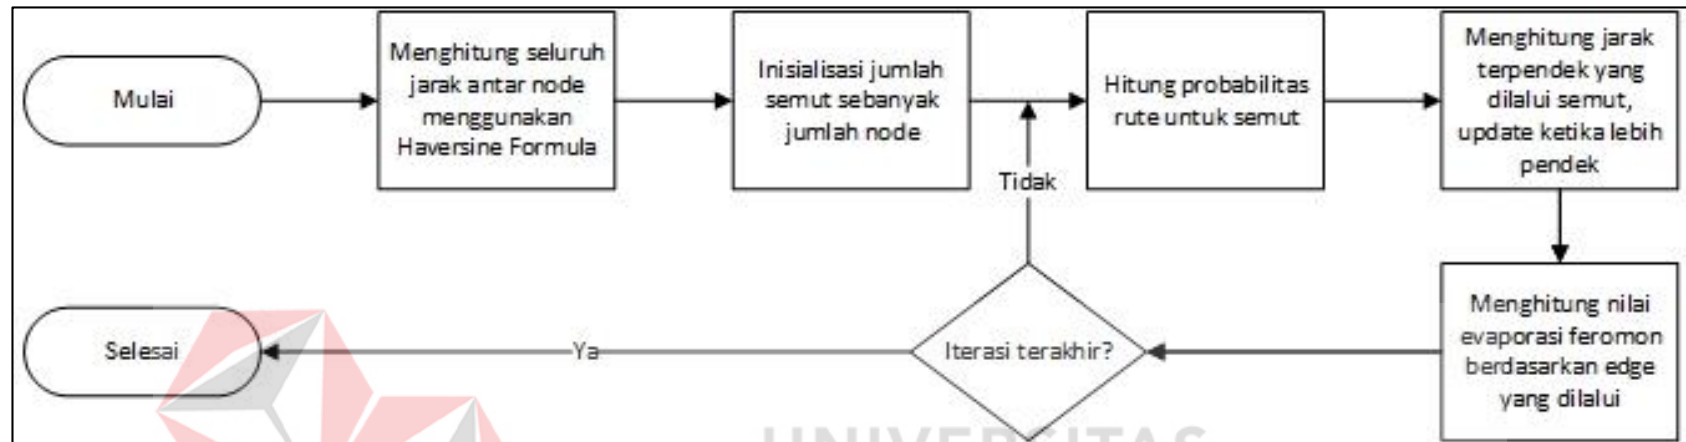 Mulai
Menghitung seluruh
jarak antar node
menggunakan
Haversine Formula
Inisialisasi jumlah
semut sebanyak
jumlah node
Hitung probabilitas
rute untuk semut
Menghitung jarak
terpendek yang
dilalui semut,
update ketika lebih
pendek
Tidak
Selesai
Ya
Iterasi terakhir?
Menghitung nilai
evaporasi feromon
berdasarkan edge
yang dilalui
UNIVERSITAS